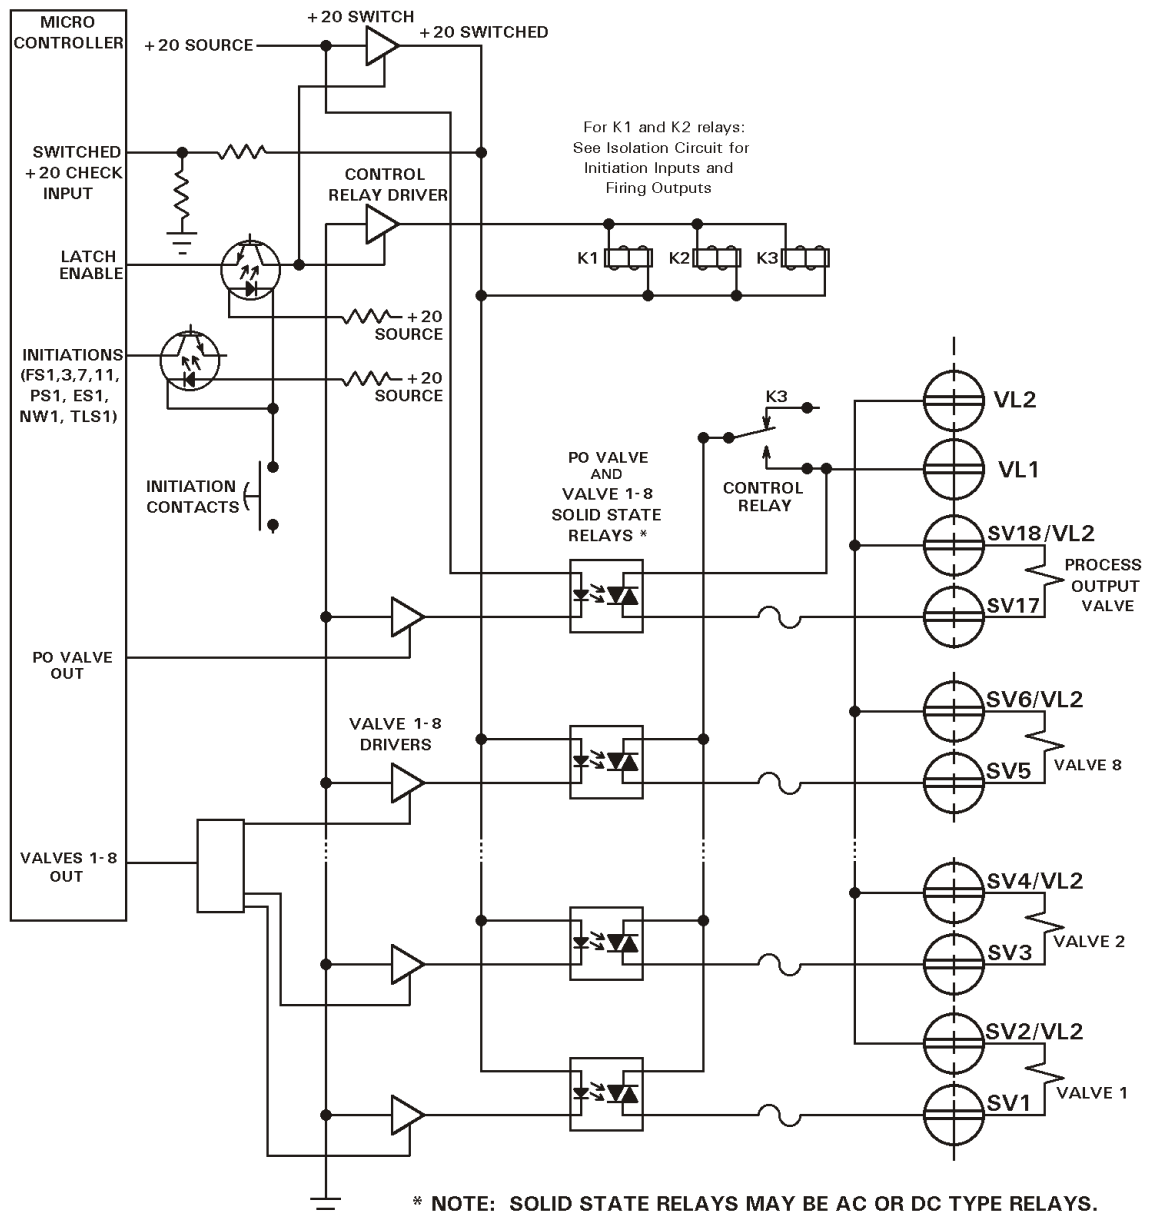 MICRO
CONTROLLER
+20 SWITCH
+20 SOURCE
+20 SWITCHED
SWITCHED
+20 CHECK
INPUT
For K1 and K2 relays:
See Isolation Circuit for
Initiation Inputs and
Firing Outputs
CONTROL
RELAY DRIVER
LATCH
ENABLE
K1
K2
K3
+20
SOURCE
INITIATIONS
(FS1,3,7,11,
PS1, ES1,
NW1, TLS1)
+20
SOURCE
K3
VL2
VL1
INITIATION
CONTACTS
PO VALVE
AND
VALVE 1-8
SOLID STATE
RELAYS *
CONTROL
RELAY
SV18/VL2
PROCESS
OUTPUT
VALVE
SV17
PO VALVE
OUT
VALVE 1-8
DRIVERS
SV6/VL2
VALVE 8
SV5
VALVES 1-8
OUT
SV4/VL2
VALVE 2
SV3
SV2/VL2
VALVE 1
SV1
* NOTE: SOLID STATE RELAYS MAY BE AC OR DC TYPE RELAYS.